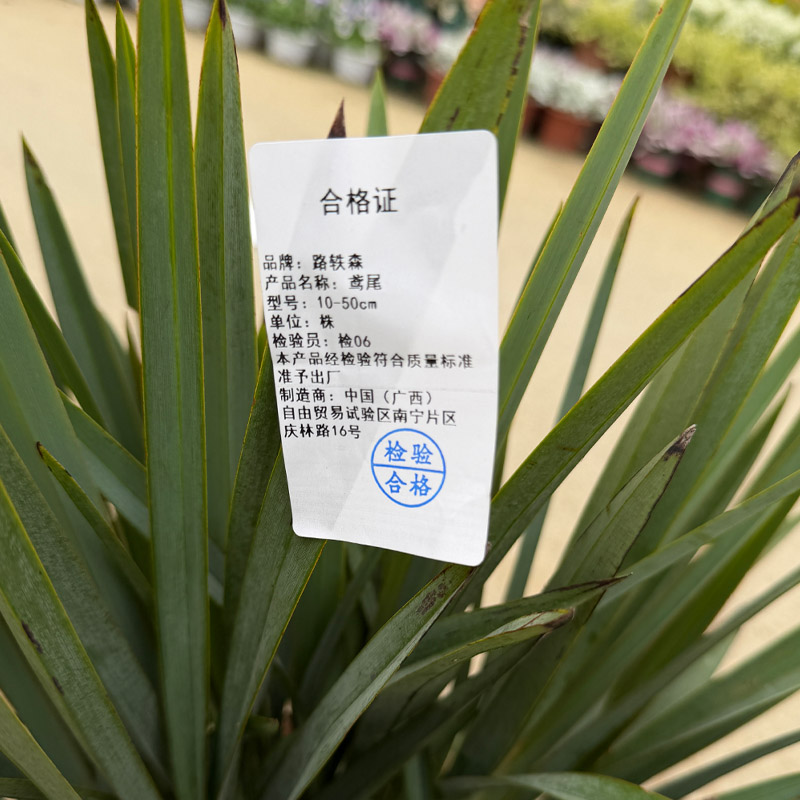 合格证
品牌：路轶森
产品名称：鸢尾
型号：10-50cm
单位：株
检验员：检06
本产品经检验符合质量标准
准予出厂
制造商：中国（广西）
自由贸易试验区南宁片区
庆林路16号
检验
合格